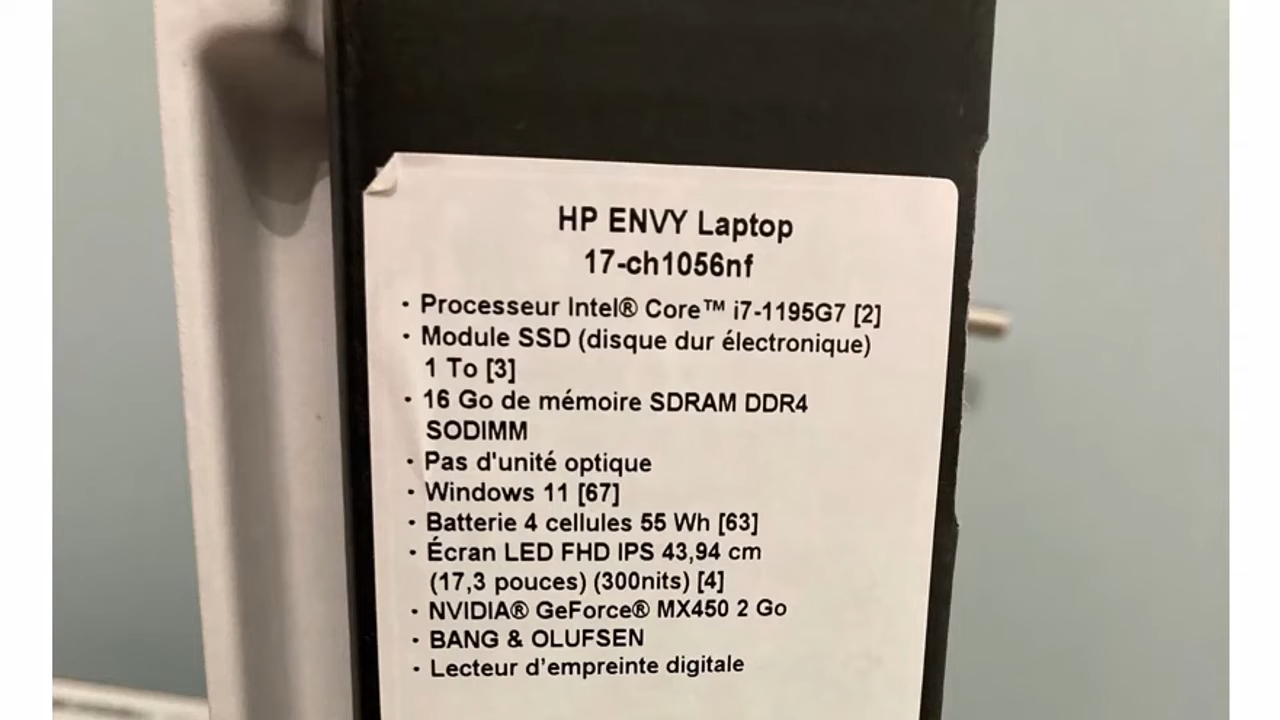 HP ENVY Laptop
17-ch1056nf
• Processeur Intel® Core™ i7-1195G7 [2]
• Module SSD (disque dur électronique)
1 To [3]
• 16 Go de mémoire SDRAM DDR4
SODIMM
• Pas d'unité optique
• Windows 11 [67]
• Batterie 4 cellules 55 Wh [63]
• Écran LED FHD IPS 43,94 cm
(17,3 pouces) (300nits) [4]
• NVIDIA® GeForce® MX450 2 Go
• BANG & OLUFSEN
• Lecteur d’empreinte digitale